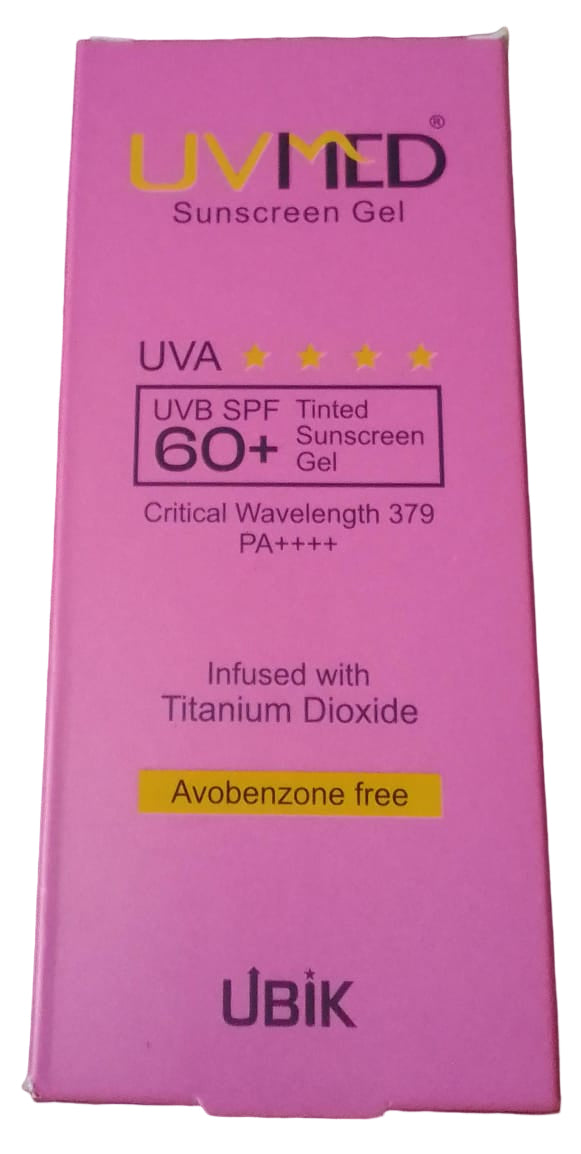 UVMED®
Sunscreen Gel
UVA ★ ★ ★ ★
UVB SPF
60+
Tinted
Sunscreen
Gel
Critical Wavelength 379
PA++++
Infused with
Titanium Dioxide
Avobenzone free
UBIK